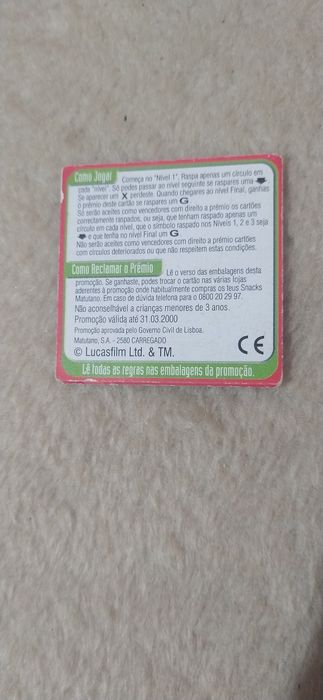 Como Jogar Começa no "Nível 1". Raspa apenas um círculo em
cada "nível". Só podes passar ao nível seguinte se raspares uma
Se aparecer um X perdeste. Quando chegares ao nível Final, ganhas
o prémio deste cartão se raspares um G
Só serão aceites como vencedores com direito a prémio os cartões
correctamente raspados, ou seja, que tenham raspado apenas um
círculo em cada nível, que o símbolo raspado nos Níveis 1, 2 e 3 seja
e que tenha no nível Final um G
Não serão aceites como vencedores com direito a prémio cartões
com círculos deteriorados ou que não respeitem estas condições.
Como Reclamar o Prémio Lê o verso das embalagens desta
promoção. Se ganhaste, podes trocar o cartão nas várias lojas
aderentes à promoção onde habitualmente compras os teus Snacks
Matutano. Em caso de dúvida telefona para o 0800 20 29 97.
Não aconselhável a crianças menores de 3 anos.
Promoção válida até 31.03.2000
Promoção aprovada pelo Governo Civil de Lisboa.
Matutano, S.A. - 2580 CARREGADO
© Lucasfilm Ltd. & TM. CE
Lê todas as regras nas embalagens da promoção.